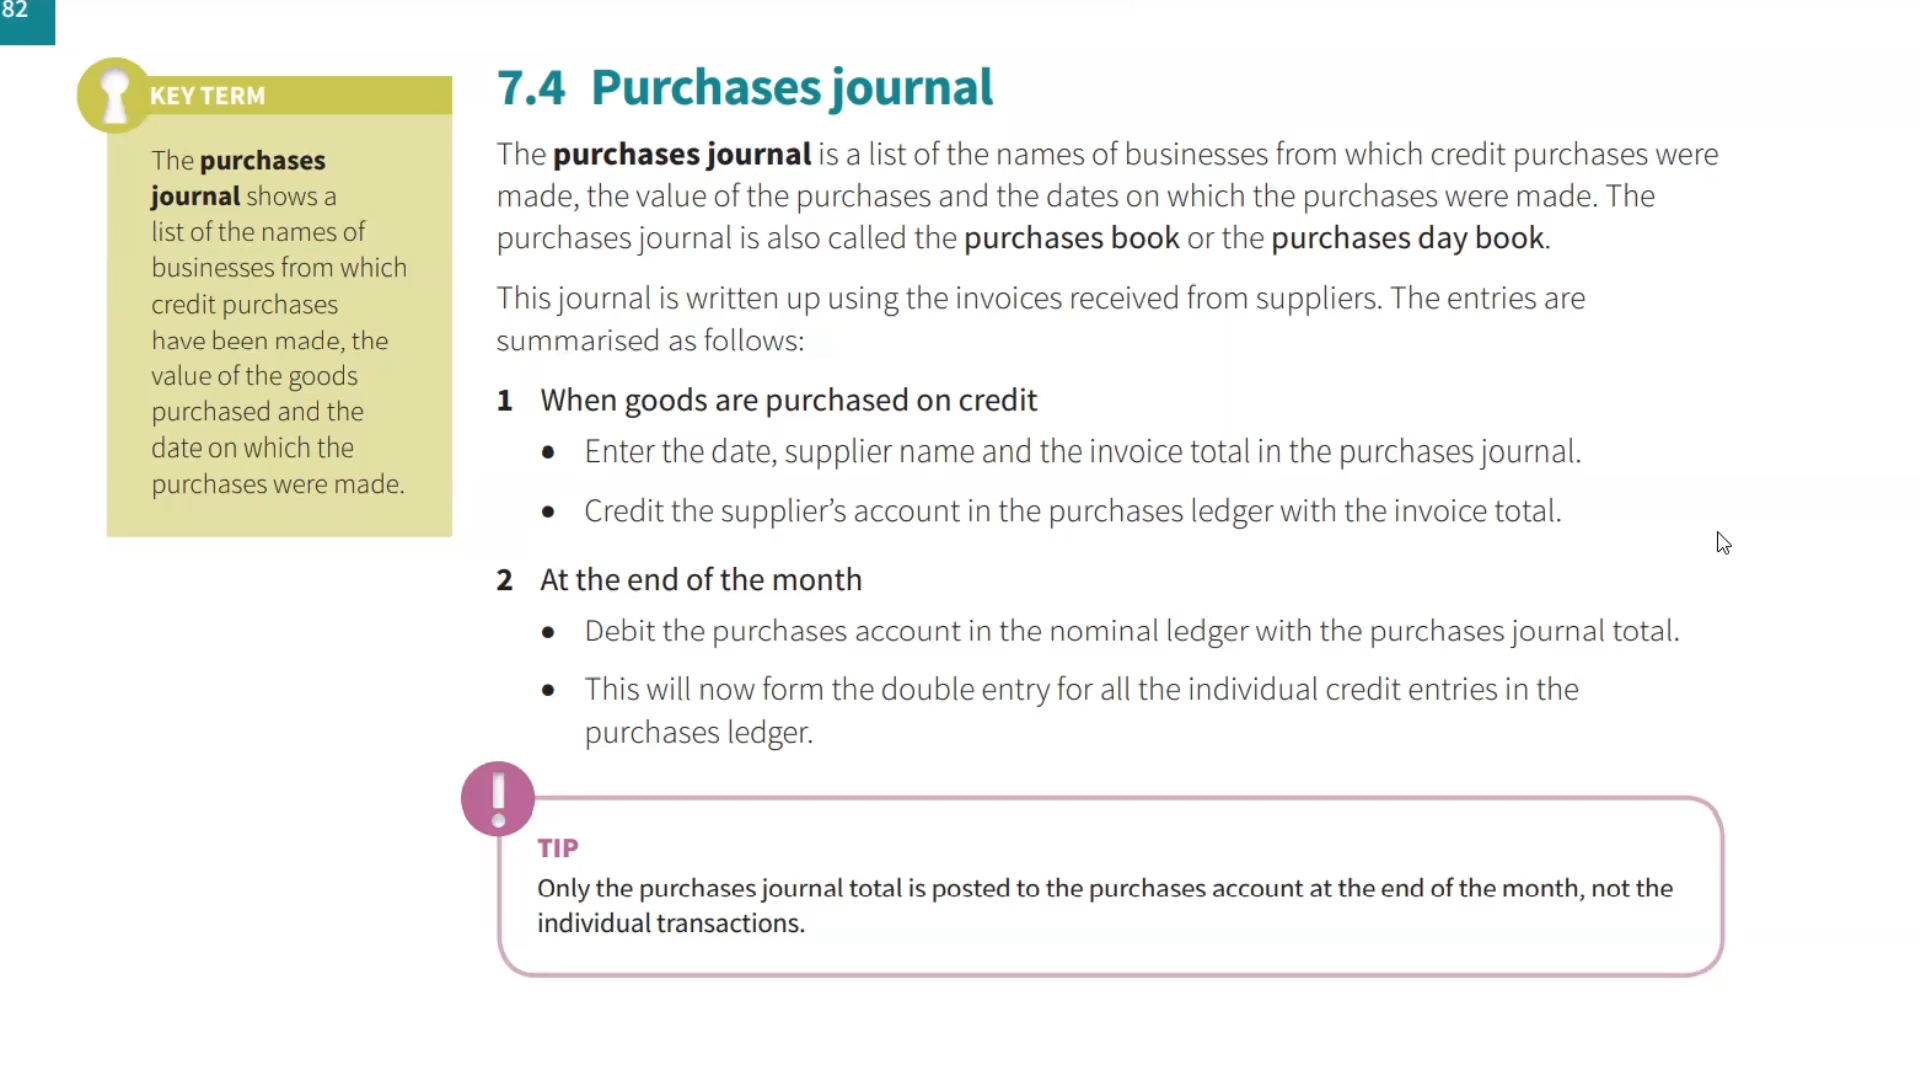 82
KEY TERM
The purchases
journal shows a
list of the names of
businesses from which
credit purchases
have been made, the
value of the goods
purchased and the
date on which the
purchases were made.
7.4 Purchases journal
The purchases journal is a list of the names of businesses from which credit purchases were
made, the value of the purchases and the dates on which the purchases were made. The
purchases journal is also called the purchases book or the purchases day book.
This journal is written up using the invoices received from suppliers. The entries are
summarised as follows:
1 When goods are purchased on credit
• Enter the date, supplier name and the invoice total in the purchases journal.
• Credit the supplier’s account in the purchases ledger with the invoice total.
2 At the end of the month
• Debit the purchases account in the nominal ledger with the purchases journal total.
• This will now form the double entry for all the individual credit entries in the
purchases ledger.
TIP
Only the purchases journal total is posted to the purchases account at the end of the month, not the
individual transactions.